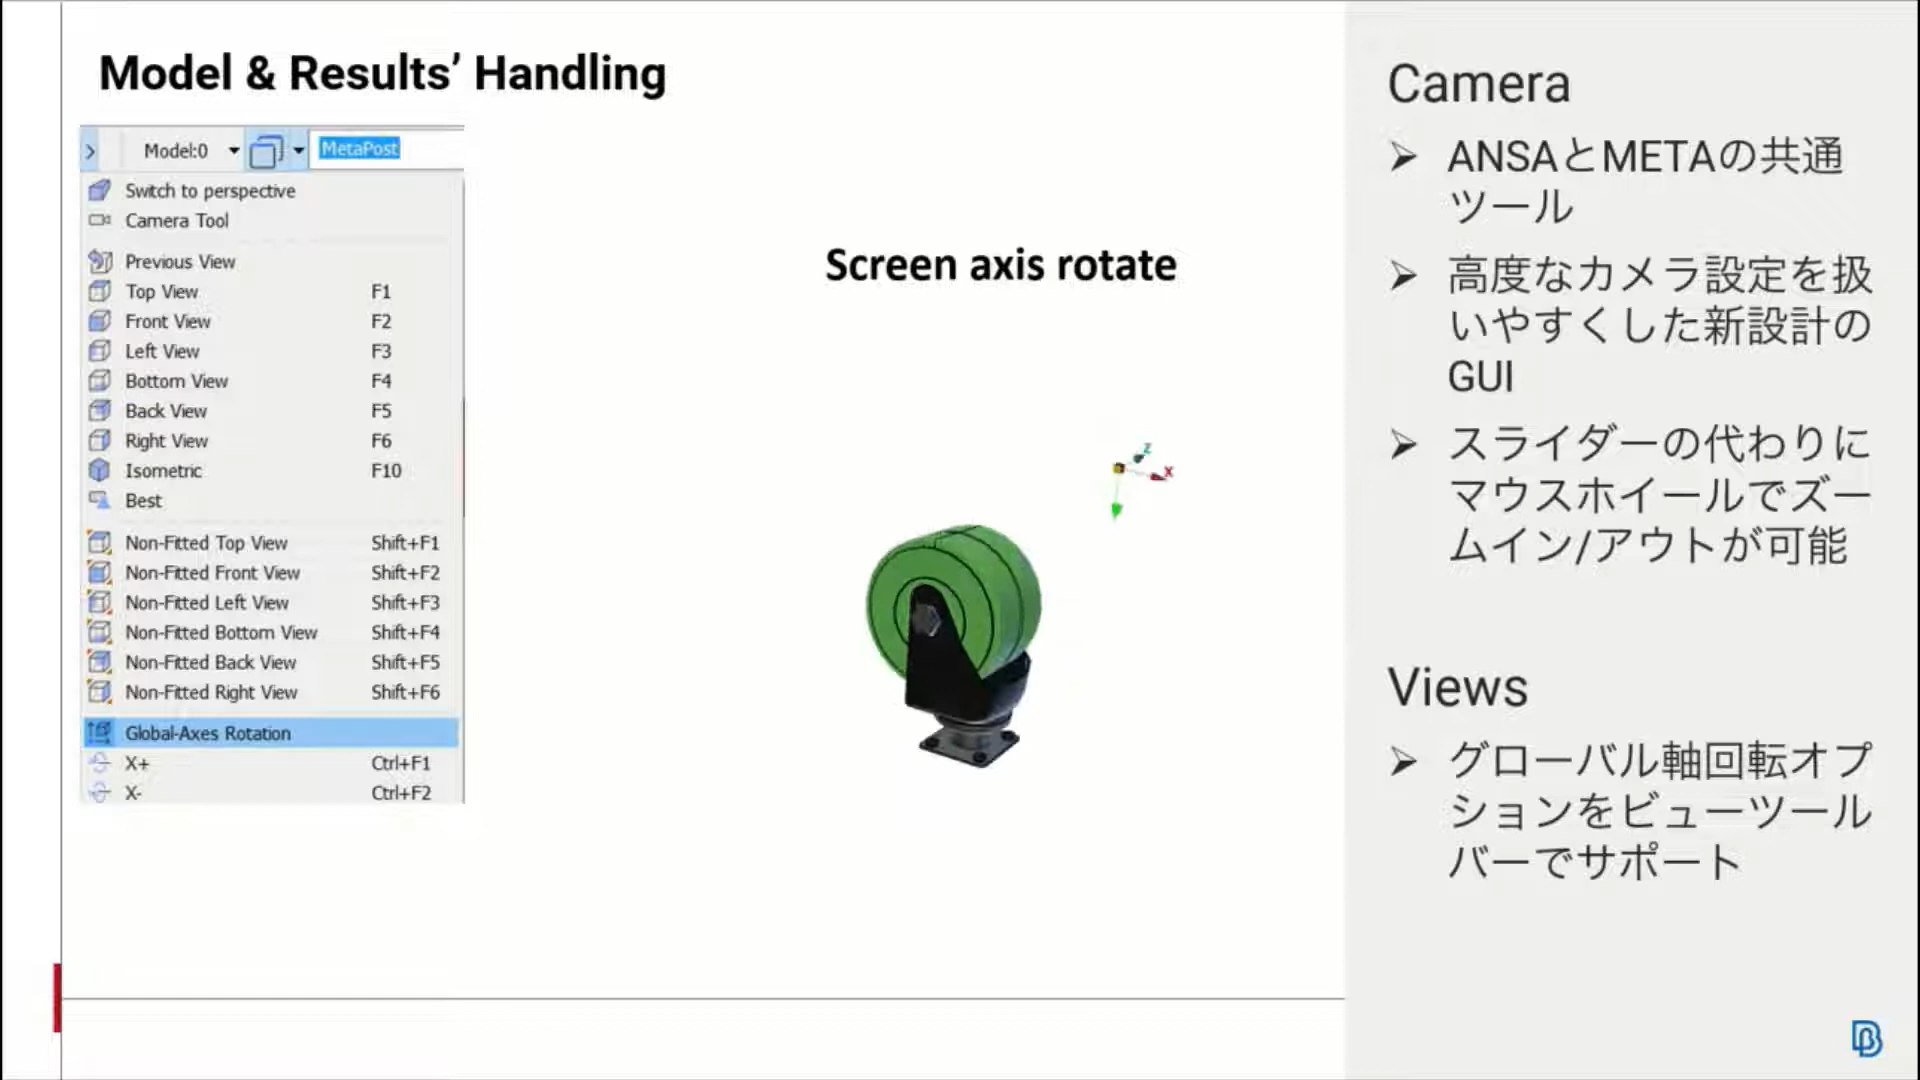 Model & Results’ Handling
Model:0
MetaPost
Switch to perspective
Camera Tool
Previous View
Top View F1
Front View F2
Left View F3
Bottom View F4
Back View F5
Right View F6
Isometric F10
Best
Non-Fitted Top View Shift+F1
Non-Fitted Front View Shift+F2
Non-Fitted Left View Shift+F3
Non-Fitted Bottom View Shift+F4
Non-Fitted Back View Shift+F5
Non-Fitted Right View Shift+F6
Global-Axes Rotation
X+ Ctrl+F1
X- Ctrl+F2
Screen axis rotate
Z
X
Camera
ANSAとMETAの共通
ツール
高度なカメラ設定を扱
いやすくした新設計の
GUI
スライダーの代わりに
マウスホイールでズー
ムイン/アウトが可能
Views
グローバル軸回転オプ
ションをビューツール
バーでサポート